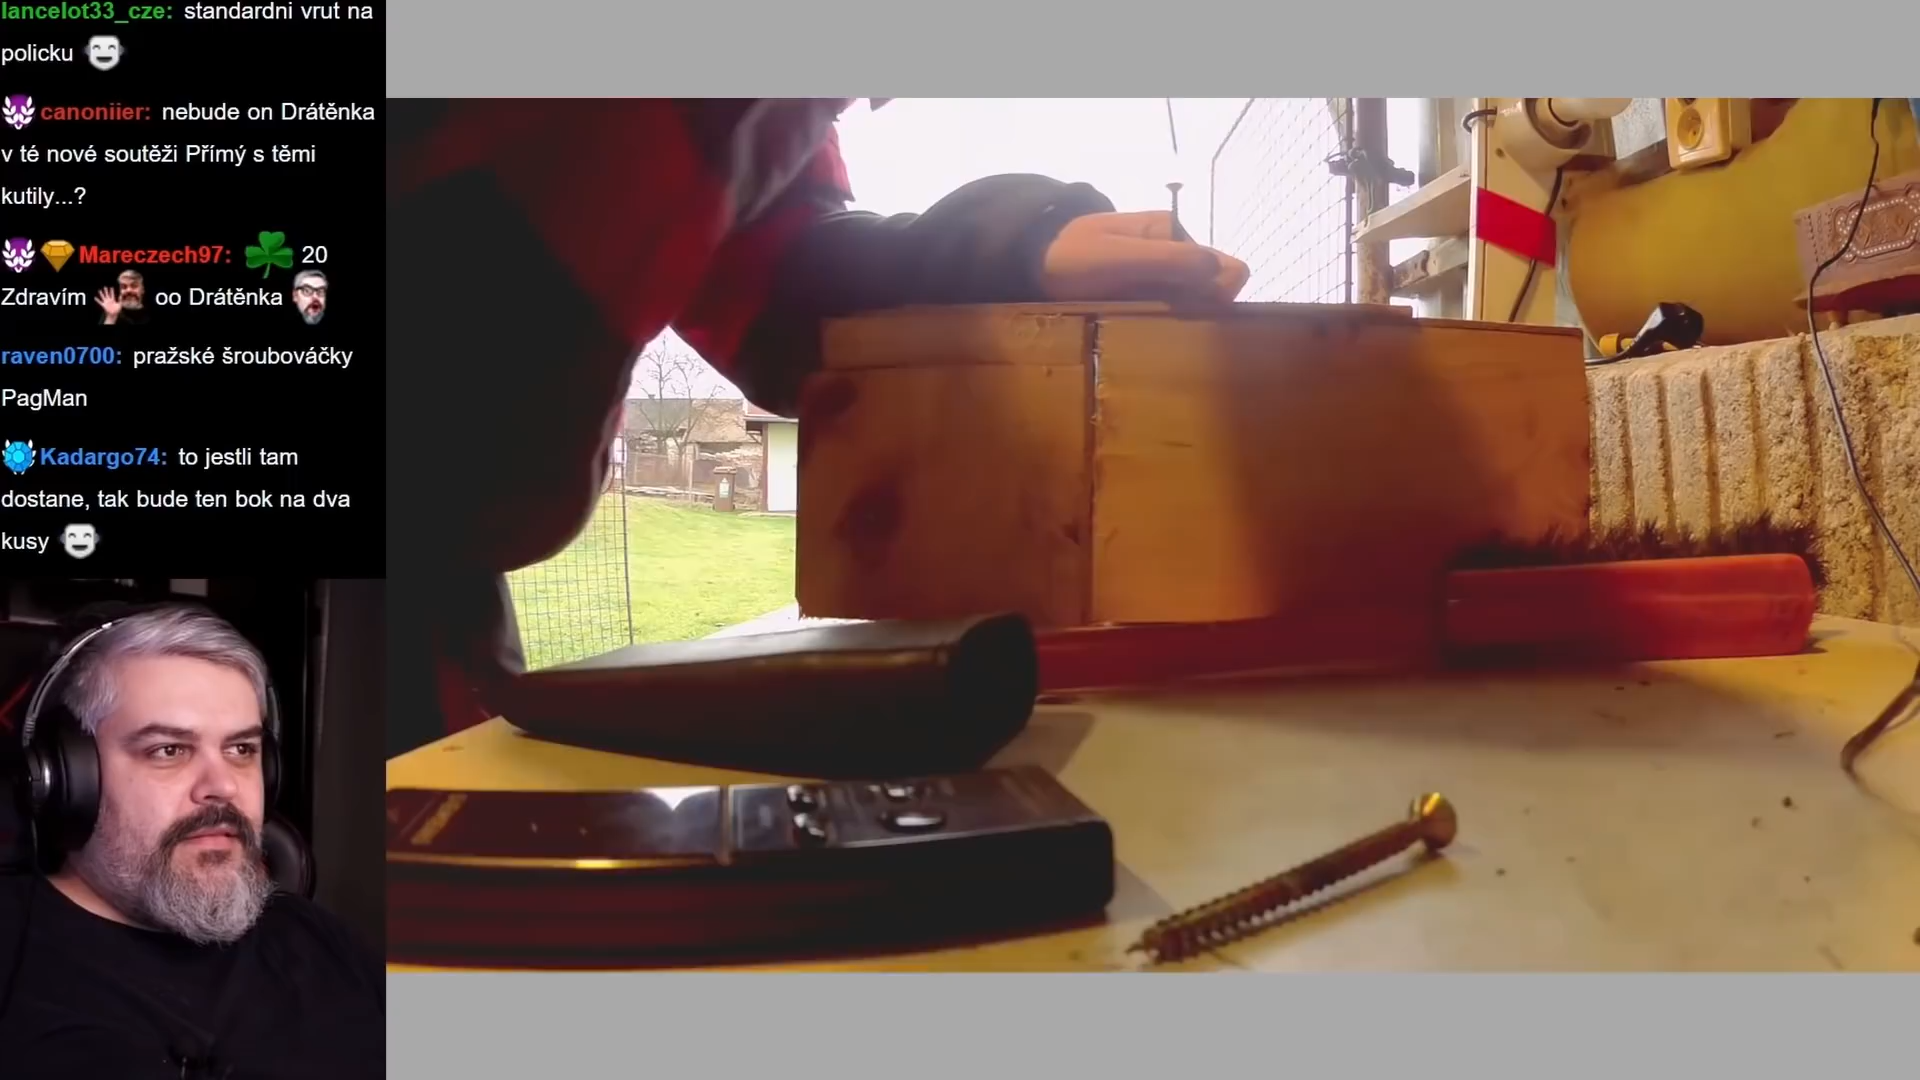 lancelot33_cze: standardni vrut na
policku
canoniier: nebude on Drátěnka
v té nové soutěži Přímý s těmi
kutily...?
Mareczech97: 20
Zdravím oo Drátěnka
raven0700: pražské šroubováčky
PagMan
Kadargo74: to jestli tam
dostane, tak bude ten bok na dva
kusy